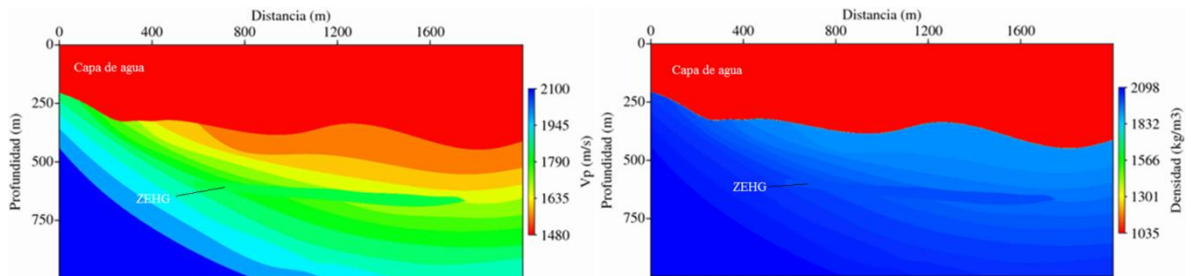 Distancia (m)
0 400 800 1200 1600
0
250
500
750
Profundidad (m)
Capa de agua
ZEHG
2100
1945
1790
1635
1480
Vp (m/s)
Distancia (m)
0 400 800 1200 1600
0
250
500
750
Profundidad (m)
Capa de agua
ZEHG
2098
1832
1566
1301
1035
Densidad (kg/m3)